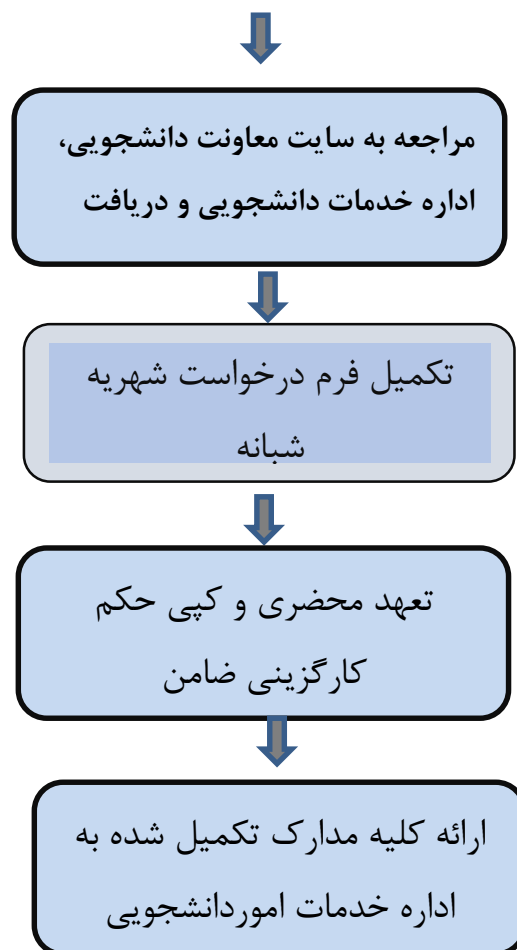 مراجعه به سایت معاونت دانشجویی،
اداره خدمات دانشجویی و دریافت
تکمیل فرم درخواست شهریه
شبانه
تعهد محضری و کپی حکم
کارگزینی ضامن
ارائه کلیه مدارک تکمیل شده به
اداره خدمات اموردانشجویی